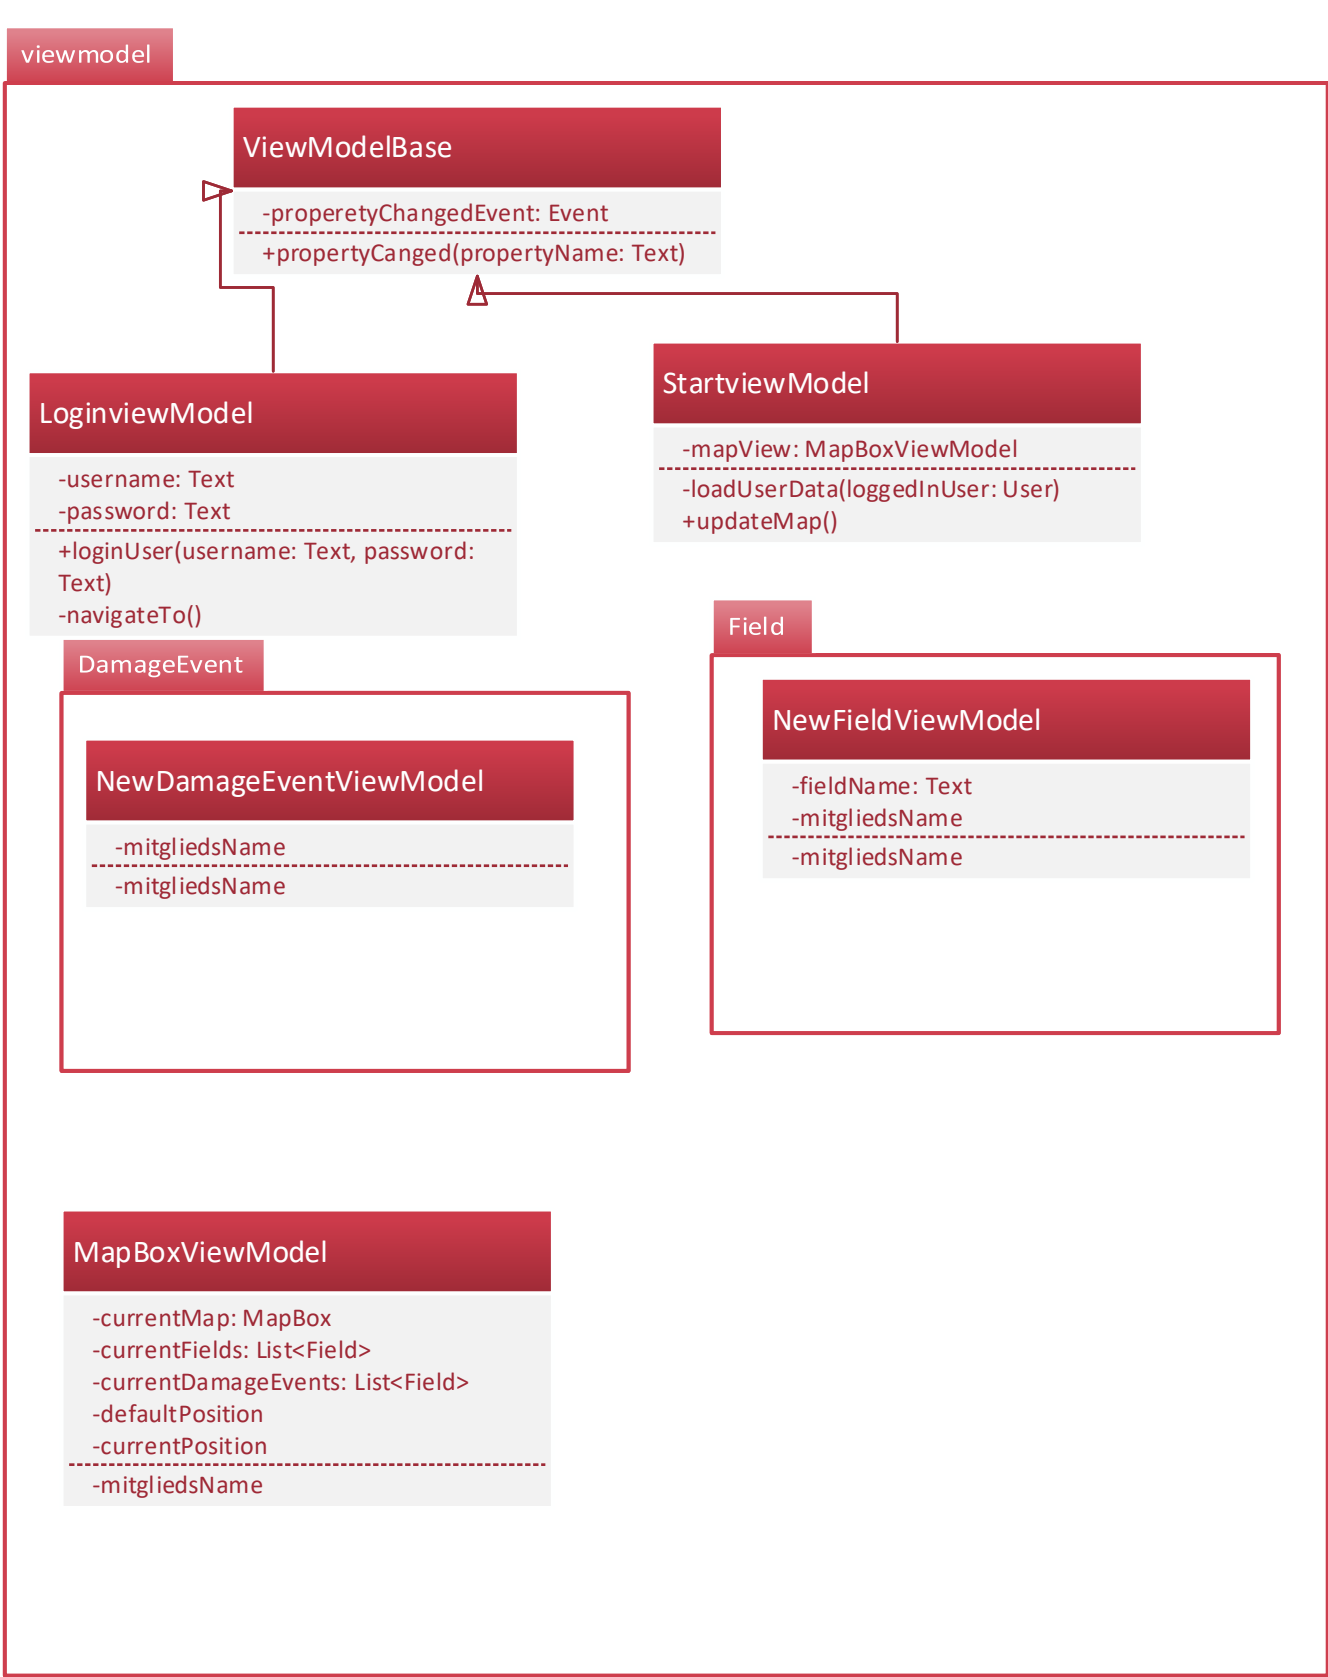 viewmodel
ViewModelBase
-properetyChangedEvent: Event
+propertyCanged(propertyName: Text)
LoginviewModel
-username: Text
-password: Text
+loginUser(username: Text, password:
Text)
-navigateTo()
StartviewModel
-mapView: MapBoxViewModel
-loadUserData(loggedInUser: User)
+updateMap()
DamageEvent
NewDamageEventViewModel
-mitgliedsName
-mitgliedsName
Field
NewFieldViewModel
-fieldName: Text
-mitgliedsName
-mitgliedsName
MapBoxViewModel
-currentMap: MapBox
-currentFields: List<Field>
-currentDamageEvents: List<Field>
-defaultPosition
-currentPosition
-mitgliedsName